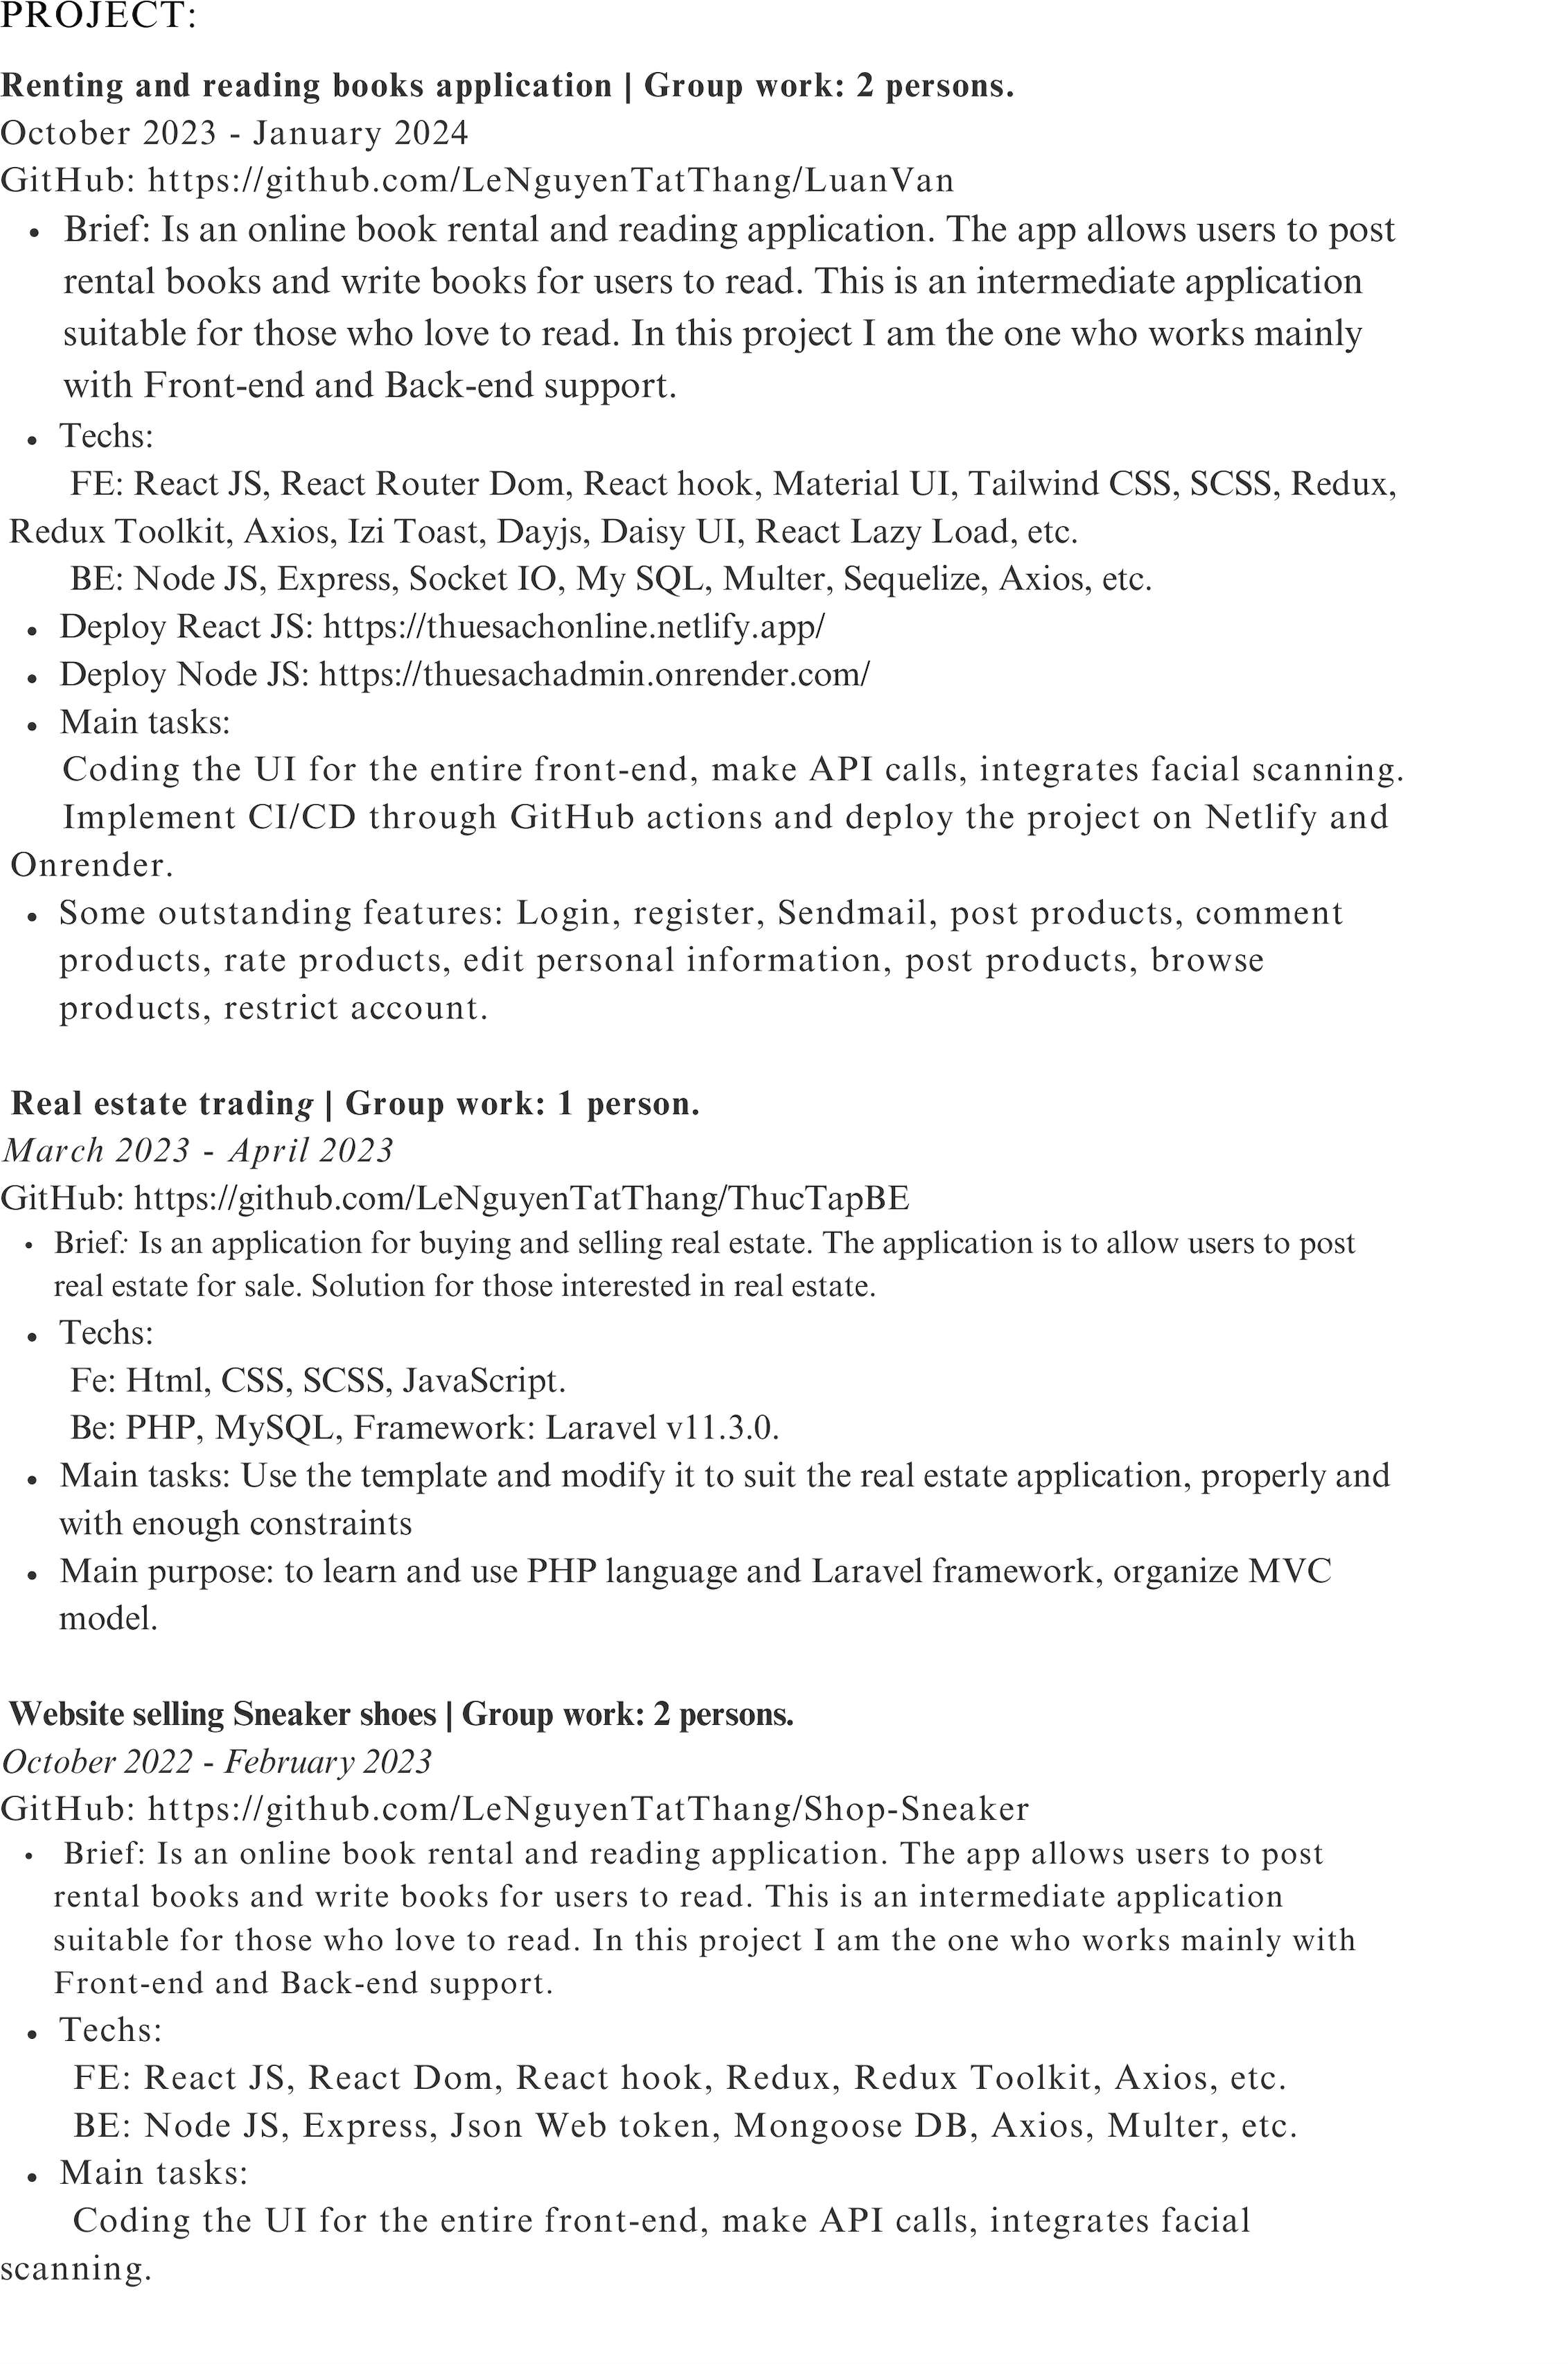 PROJECT:
Renting and reading books application | Group work: 2 persons.
October 2023 - January 2024
GitHub: https://github.com/LeNguyenTatThang/LuanVan
• Brief: Is an online book rental and reading application. The app allows users to post
rental books and write books for users to read. This is an intermediate application
suitable for those who love to read. In this project I am the one who works mainly
with Front-end and Back-end support.
• Techs:
FE: React JS, React Router Dom, React hook, Material UI, Tailwind CSS, SCSS, Redux,
Redux Toolkit, Axios, Izi Toast, Dayjs, Daisy UI, React Lazy Load, etc.
BE: Node JS, Express, Socket IO, My SQL, Multer, Sequelize, Axios, etc.
• Deploy React JS: https://thuesachonline.netlify.app/
• Deploy Node JS: https://thuesachadmin.onrender.com/
• Main tasks:
Coding the UI for the entire front-end, make API calls, integrates facial scanning.
Implement CI/CD through GitHub actions and deploy the project on Netlify and
Onrender.
• Some outstanding features: Login, register, Sendmail, post products, comment
products, rate products, edit personal information, post products, browse
products, restrict account.
Real estate trading | Group work: 1 person.
March 2023 - April 2023
GitHub: https://github.com/LeNguyenTatThang/ThucTapBE
• Brief: Is an application for buying and selling real estate. The application is to allow users to post
real estate for sale. Solution for those interested in real estate.
• Techs:
Fe: Html, CSS, SCSS, JavaScript.
Be: PHP, MySQL, Framework: Laravel v11.3.0.
• Main tasks: Use the template and modify it to suit the real estate application, properly and
with enough constraints
• Main purpose: to learn and use PHP language and Laravel framework, organize MVC
model.
Website selling Sneaker shoes | Group work: 2 persons.
October 2022 - February 2023
GitHub: https://github.com/LeNguyenTatThang/Shop-Sneaker
• Brief: Is an online book rental and reading application. The app allows users to post
rental books and write books for users to read. This is an intermediate application
suitable for those who love to read. In this project I am the one who works mainly with
Front-end and Back-end support.
• Techs:
FE: React JS, React Dom, React hook, Redux, Redux Toolkit, Axios, etc.
BE: Node JS, Express, Json Web token, Mongoose DB, Axios, Multer, etc.
• Main tasks:
Coding the UI for the entire front-end, make API calls, integrates facial
scanning.